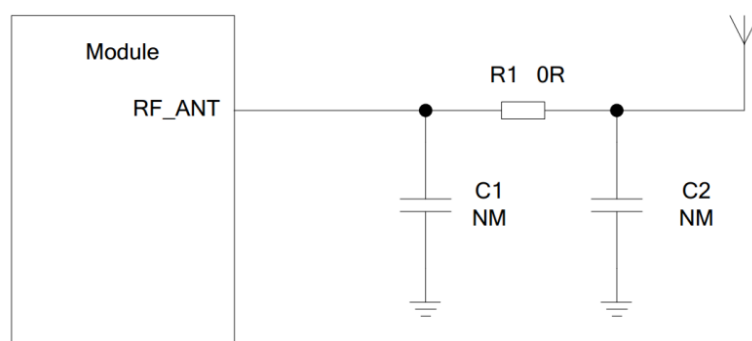 Module
R1 0R
RF_ANT
C1
NM
C2
NM